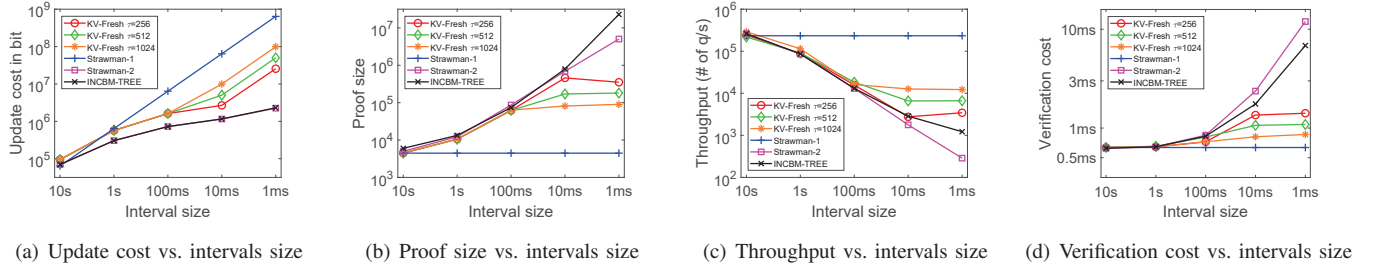 Update cost in bit
10^9
10^8
10^7
10^6
10^5
KV-Fresh τ=256
KV-Fresh τ=512
KV-Fresh τ=1024
Strawman-1
Strawman-2
INCBM-TREE
10s 1s 100ms 10ms 1ms
Interval size
(a) Update cost vs. intervals size
Proof size
10^7
10^6
10^5
10^4
10^3
KV-Fresh τ=256
KV-Fresh τ=512
KV-Fresh τ=1024
Strawman-1
Strawman-2
INCBM-TREE
10s 1s 100ms 10ms 1ms
Interval size
(b) Proof size vs. intervals size
Throughput (# of q/s)
10^5
10^4
10^3
10^2
KV-Fresh τ=256
KV-Fresh τ=512
KV-Fresh τ=1024
Strawman-1
Strawman-2
INCBM-TREE
10s 1s 100ms 10ms 1ms
Interval size
(c) Throughput vs. intervals size
Verification cost
10ms
3ms
1ms
0.5ms
KV-Fresh τ=256
KV-Fresh τ=512
KV-Fresh τ=1024
Strawman-1
Strawman-2
INCBM-TREE
10s 1s 100ms 10ms 1ms
Interval size
(d) Verification cost vs. intervals size